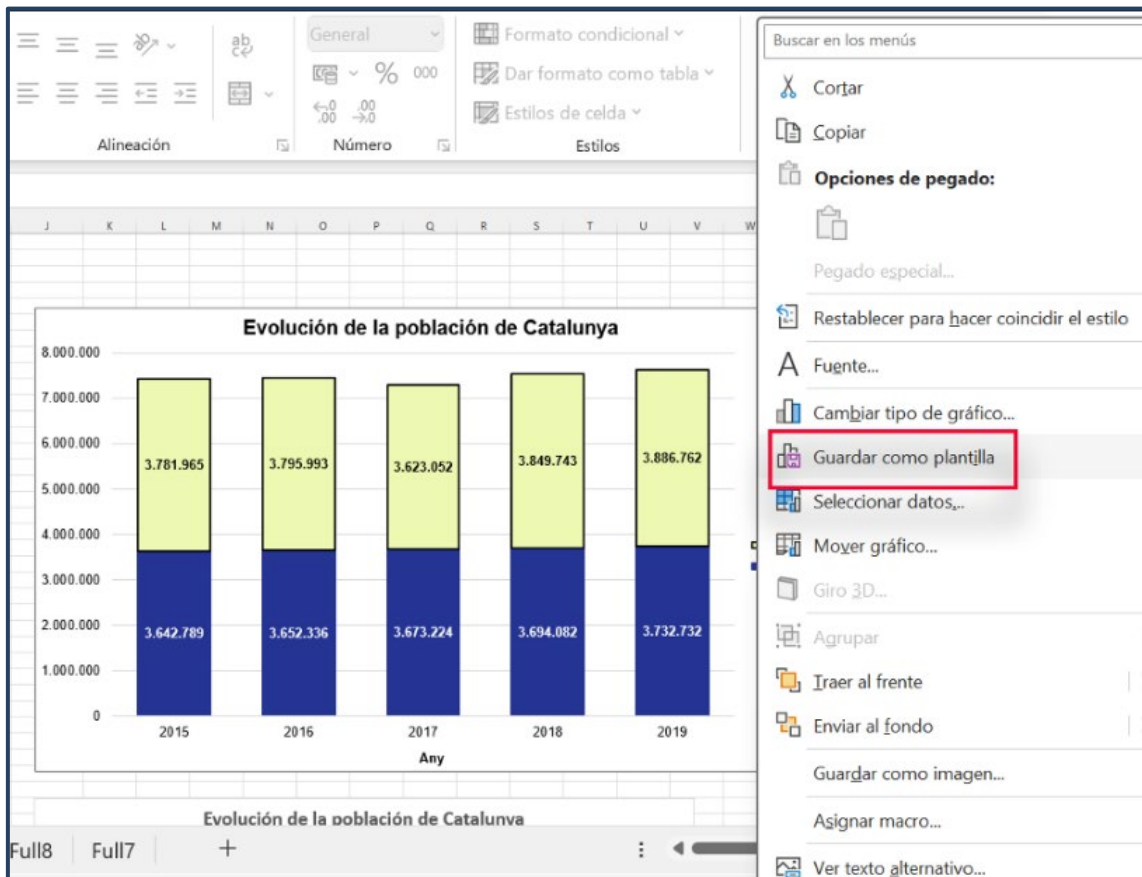 General
Formato condicional
Dar formato como tabla
Estilos de celda
Alineación
Número
Estilos
J K L M N O P Q R S T U V W
Evolución de la población de Catalunya
8.000.000
7.000.000
6.000.000
5.000.000
4.000.000
3.000.000
2.000.000
1.000.000
0
3.781.965 3.795.993 3.623.052 3.849.743 3.886.762
3.642.789 3.652.336 3.673.224 3.694.082 3.732.732
2015 2016 2017 2018 2019
Any
Evolución de la población de Catalunya
Full8 Full7 +
Buscar en los menús
Cortar
Copiar
Opciones de pegado:
Pegado especial...
Restablecer para hacer coincidir el estilo
Fuente...
Cambiar tipo de gráfico...
Guardar como plantilla
Seleccionar datos...
Mover gráfico...
Giro 3D...
Agrupar
Traer al frente
Enviar al fondo
Guardar como imagen...
Asignar macro...
Ver texto alternativo...